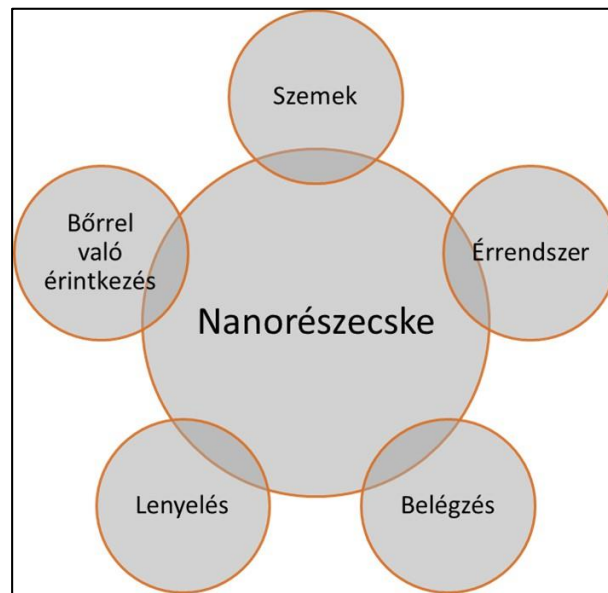 Szemek
Bőrrel
való
érintkezés
Érrendszer
Nanorészecske
Lenyelés
Belégzés